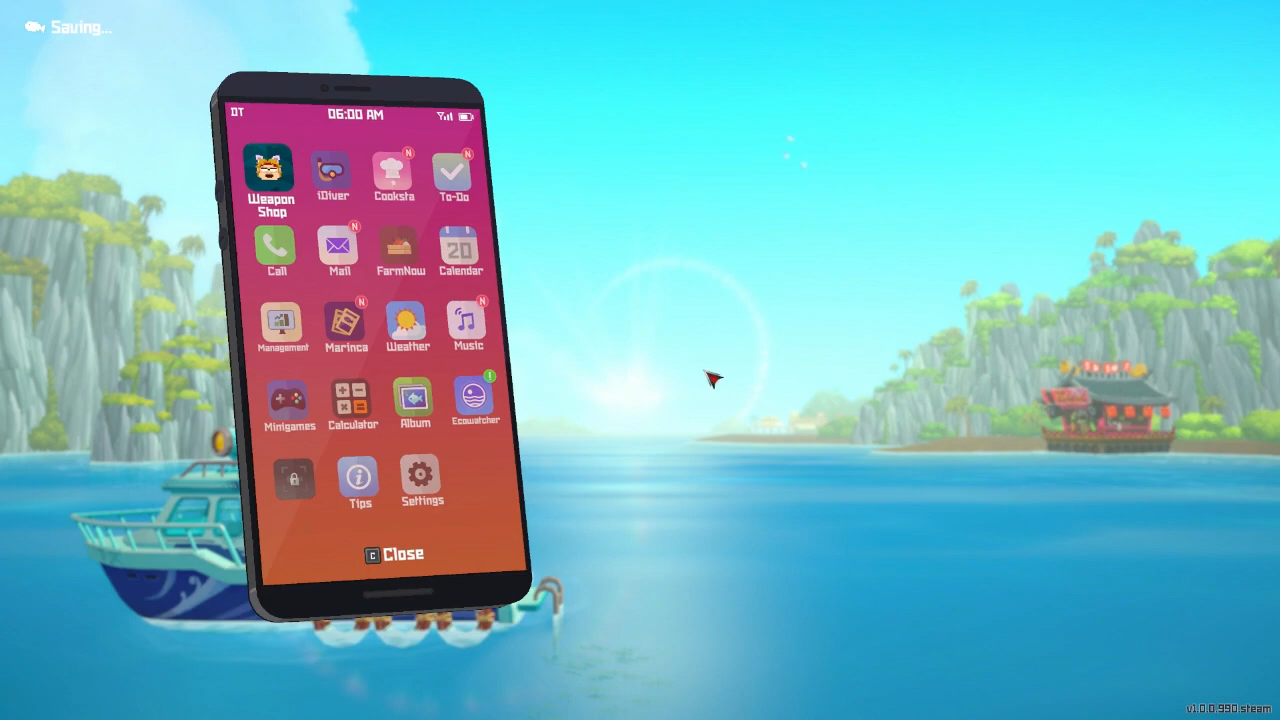 Saving...
DT
06:00 AM
Weapon
Shop
iDiver
N
Cooksta
N
To-Do
Call
N
Mail
FarmNow
20
Calendar
Management
N
Marinca
Weather
N
Music
Minigames
Calculator
Album
!
Ecowatcher
Tips
Settings
C Close
v1.0.0.990.steam